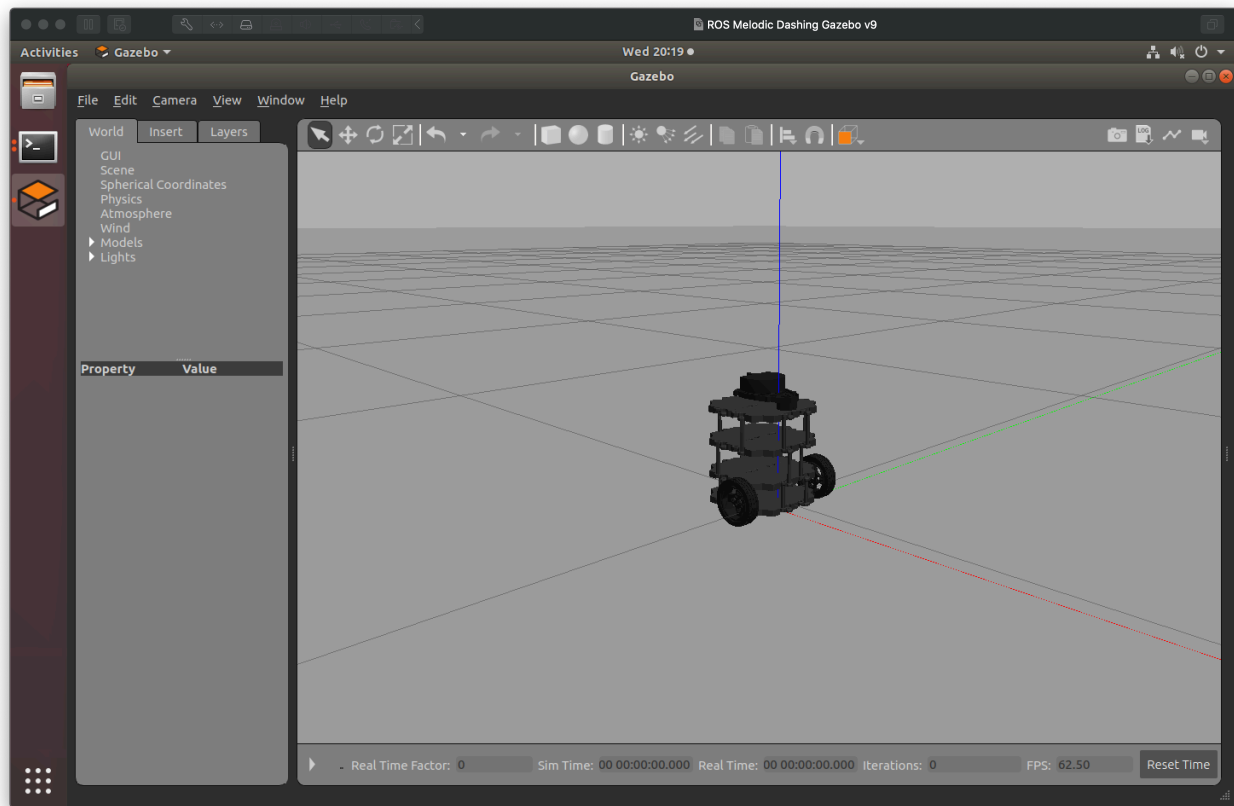 ROS Melodic Dashing Gazebo v9
Activities Gazebo Wed 20:19
Gazebo
File Edit Camera View Window Help
World Insert Layers
GUI
Scene
Spherical Coordinates
Physics
Atmosphere
Wind
Models
Lights
Property Value
Real Time Factor: 0 Sim Time: 00 00:00:00.000 Real Time: 00 00:00:00.000 Iterations: 0 FPS: 62.50 Reset Time